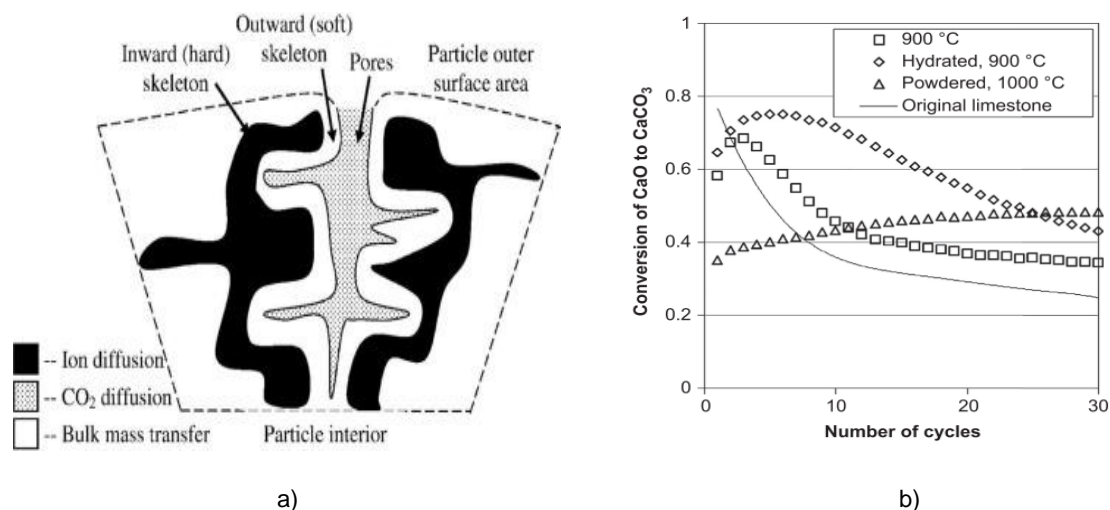 Outward (soft)
skeleton
Inward (hard)
skeleton
Pores
Particle outer
surface area
-- Ion diffusion
-- CO₂ diffusion
-- Bulk mass transfer
Particle interior
a)
Conversion of CaO to CaCO₃
1
0.8
0.6
0.4
0.2
0
0
10
20
30
Number of cycles
900 °C
Hydrated, 900 °C
Powdered, 1000 °C
Original limestone
b)